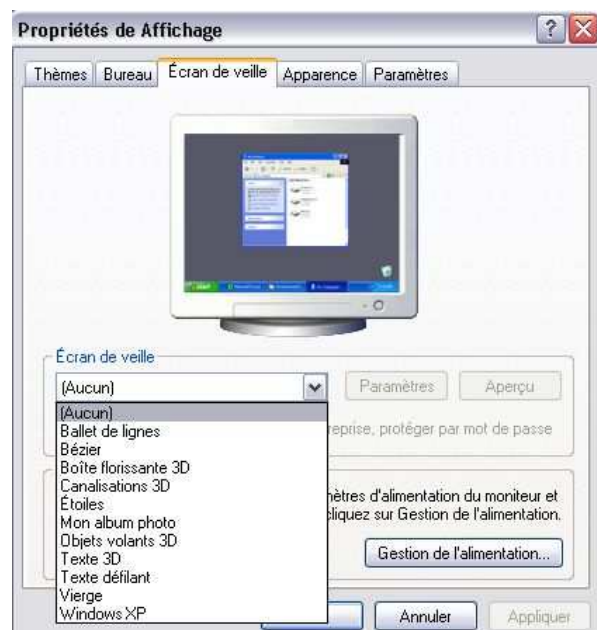 Propriétés de Affichage
Thèmes Bureau Écran de veille Apparence Paramètres
Écran de veille
(Aucun) Paramètres Aperçu
(Aucun)
Ballet de lignes reprise, protéger par mot de passe
Bézier
Boîte florissante 3D
Canalisations 3D
Étoiles mètres d'alimentation du moniteur et
Mon album photo cliquez sur Gestion de l'alimentation.
Objets volants 3D
Texte 3D Gestion de l'alimentation...
Texte défilant
Vierge
Windows XP Annuler Appliquer